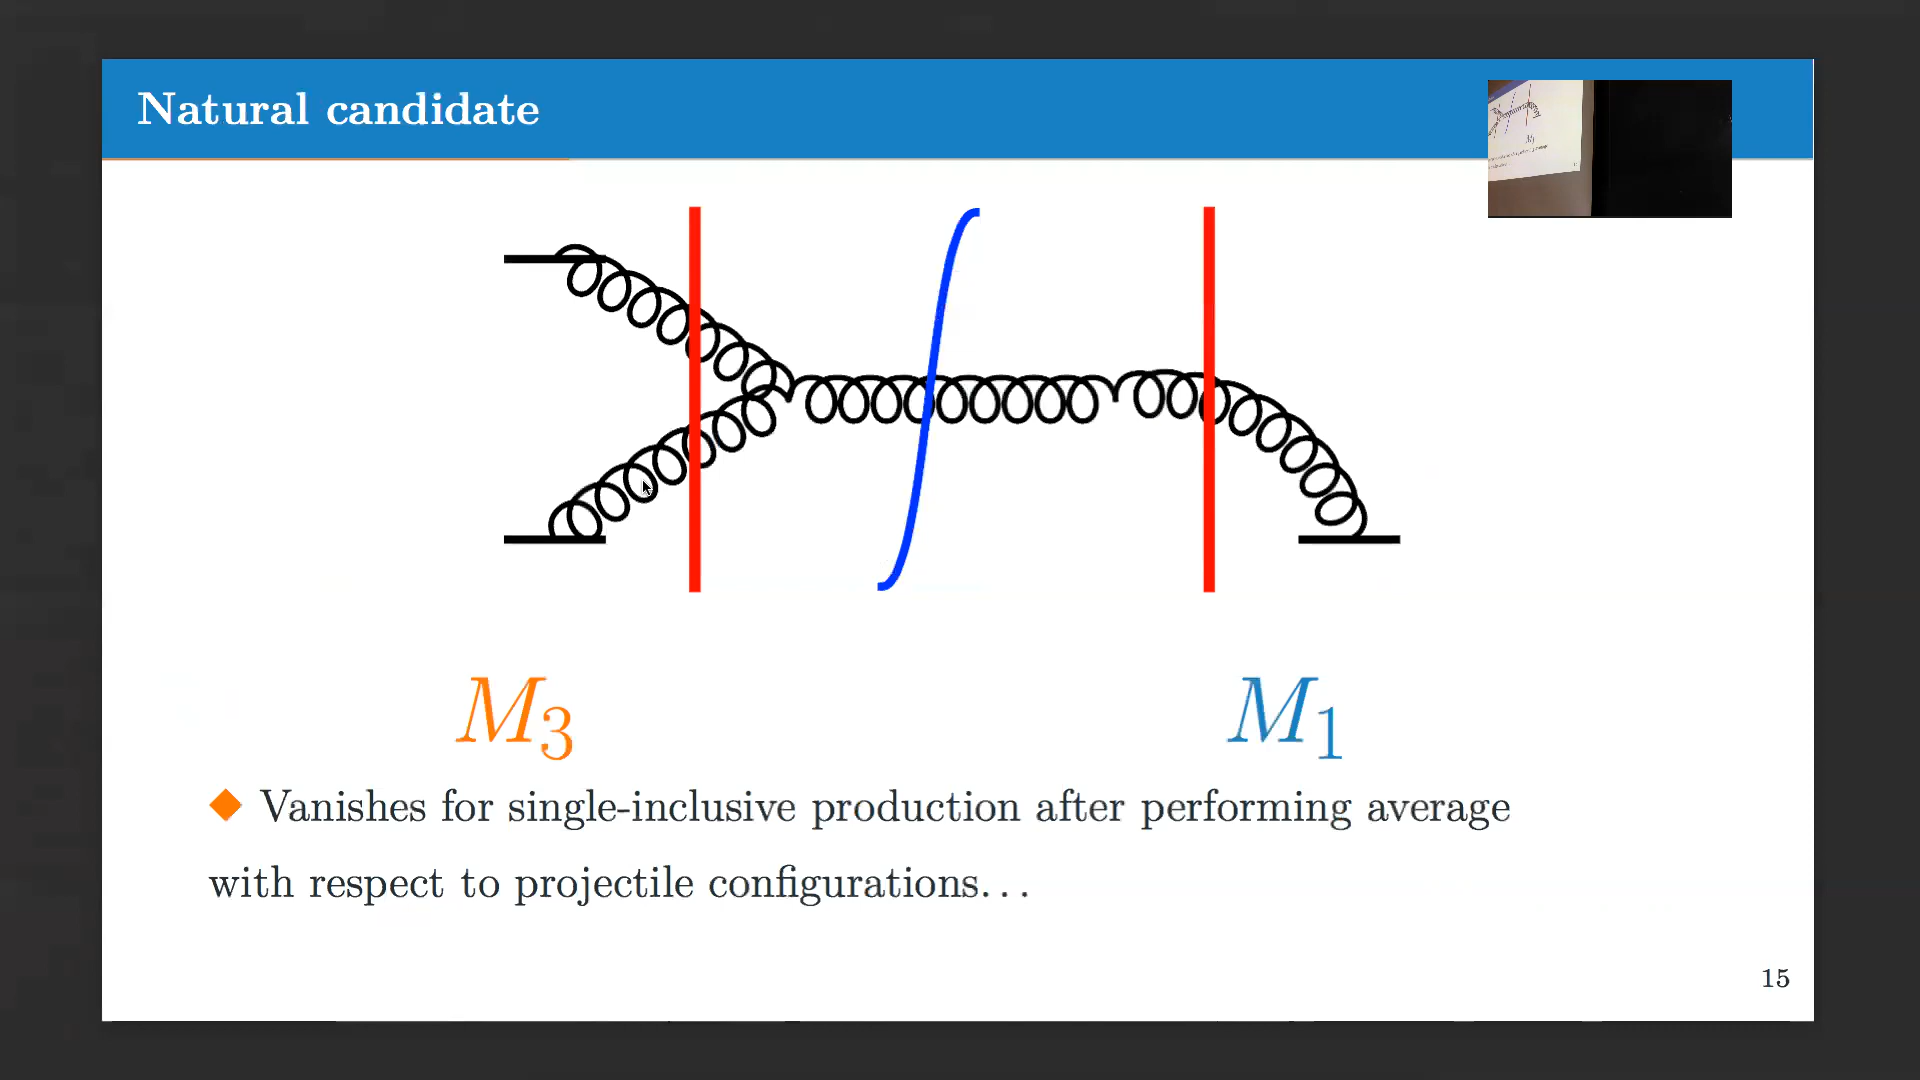 Natural candidate
M3
M1
Vanishes for single-inclusive production after performing average
with respect to projectile configurations...
15